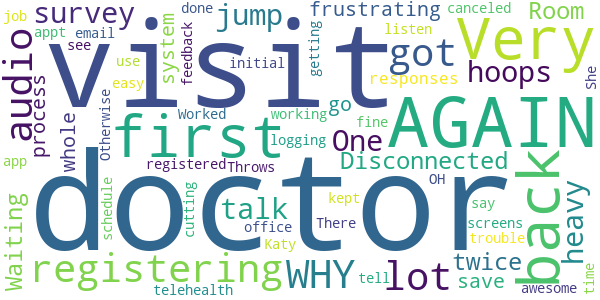 job
survey
done
jump
frustrating
canceled
Room
appt
email
see
feedback
system
visit
getting
listen
Very
audio
process
use
easy
initial
got
responses
hoops
She
whole
Otherwise
Worked
first
working
go
fine
AGAIN
logging
One
back
heavy
registered
Throws
Disconnected
app
doctor
Waiting
schedule
cutting
talk
kept
OH
say
screens
office
There
Katy
trouble
registering
WHY
tell
lot
twice
save
time
telehealth
awesome